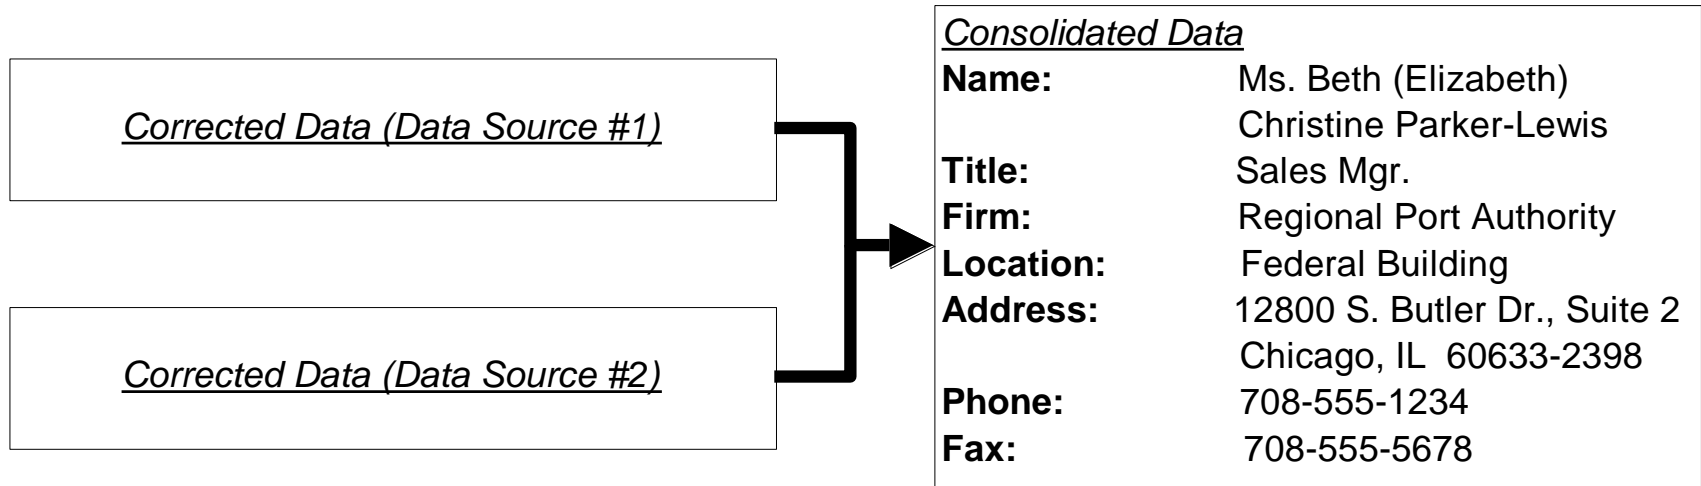 Corrected Data (Data Source #1)
Corrected Data (Data Source #2)
Consolidated Data
Name: Ms. Beth (Elizabeth)
Christine Parker-Lewis
Title: Sales Mgr.
Firm: Regional Port Authority
Location: Federal Building
Address: 12800 S. Butler Dr., Suite 2
Chicago, IL 60633-2398
Phone: 708-555-1234
Fax: 708-555-5678